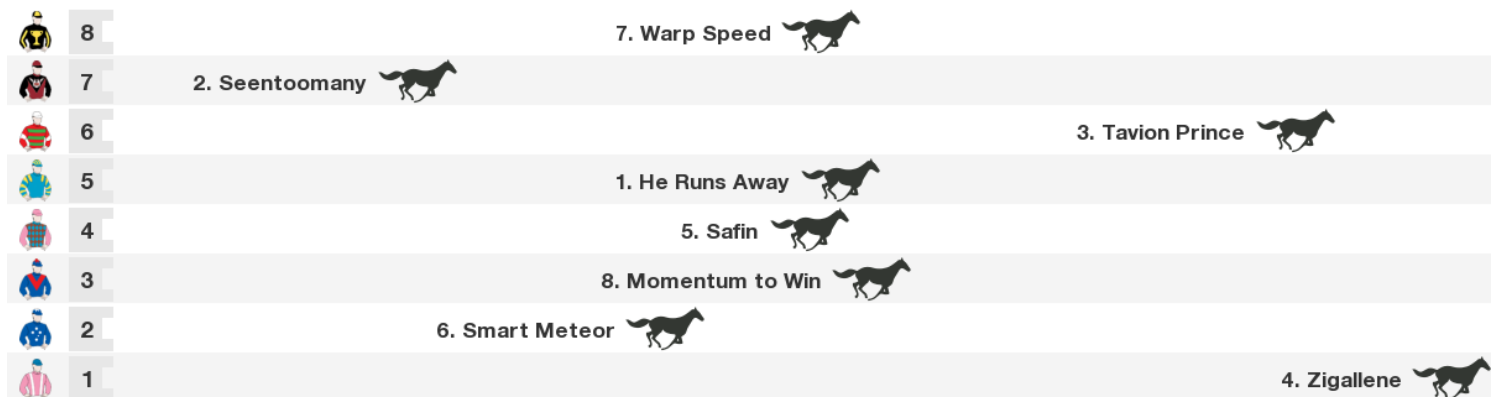 8 7. Warp Speed
7 2. Seentoomany
6 3. Tavion Prince
5 1. He Runs Away
4 5. Safin
3 8. Momentum to Win
2 6. Smart Meteor
1 4. Zigallene